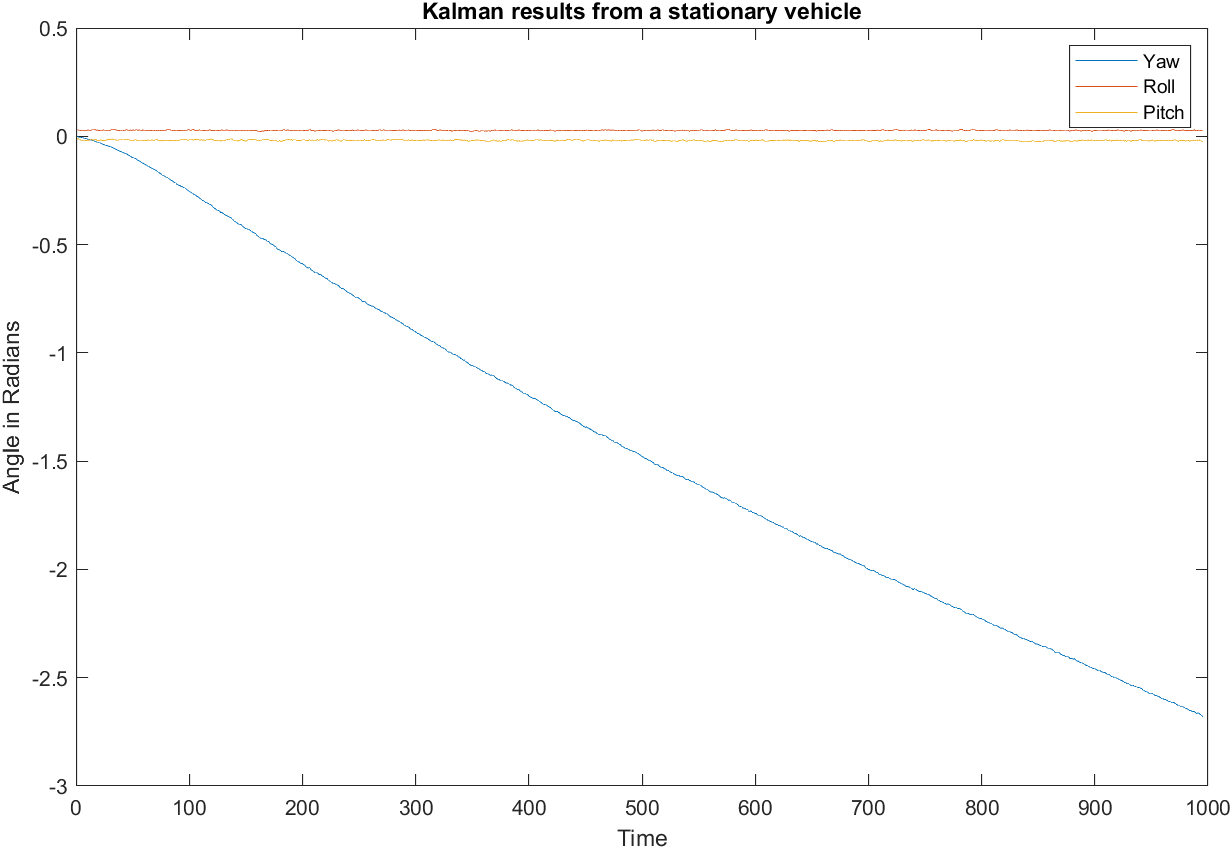 Kalman results from a stationary vehicle
0.5
0
-0.5
-1
-1.5
-2
-2.5
-3
Angle in Radians
Yaw
Roll
Pitch
0 100 200 300 400 500 600 700 800 900 1000
Time